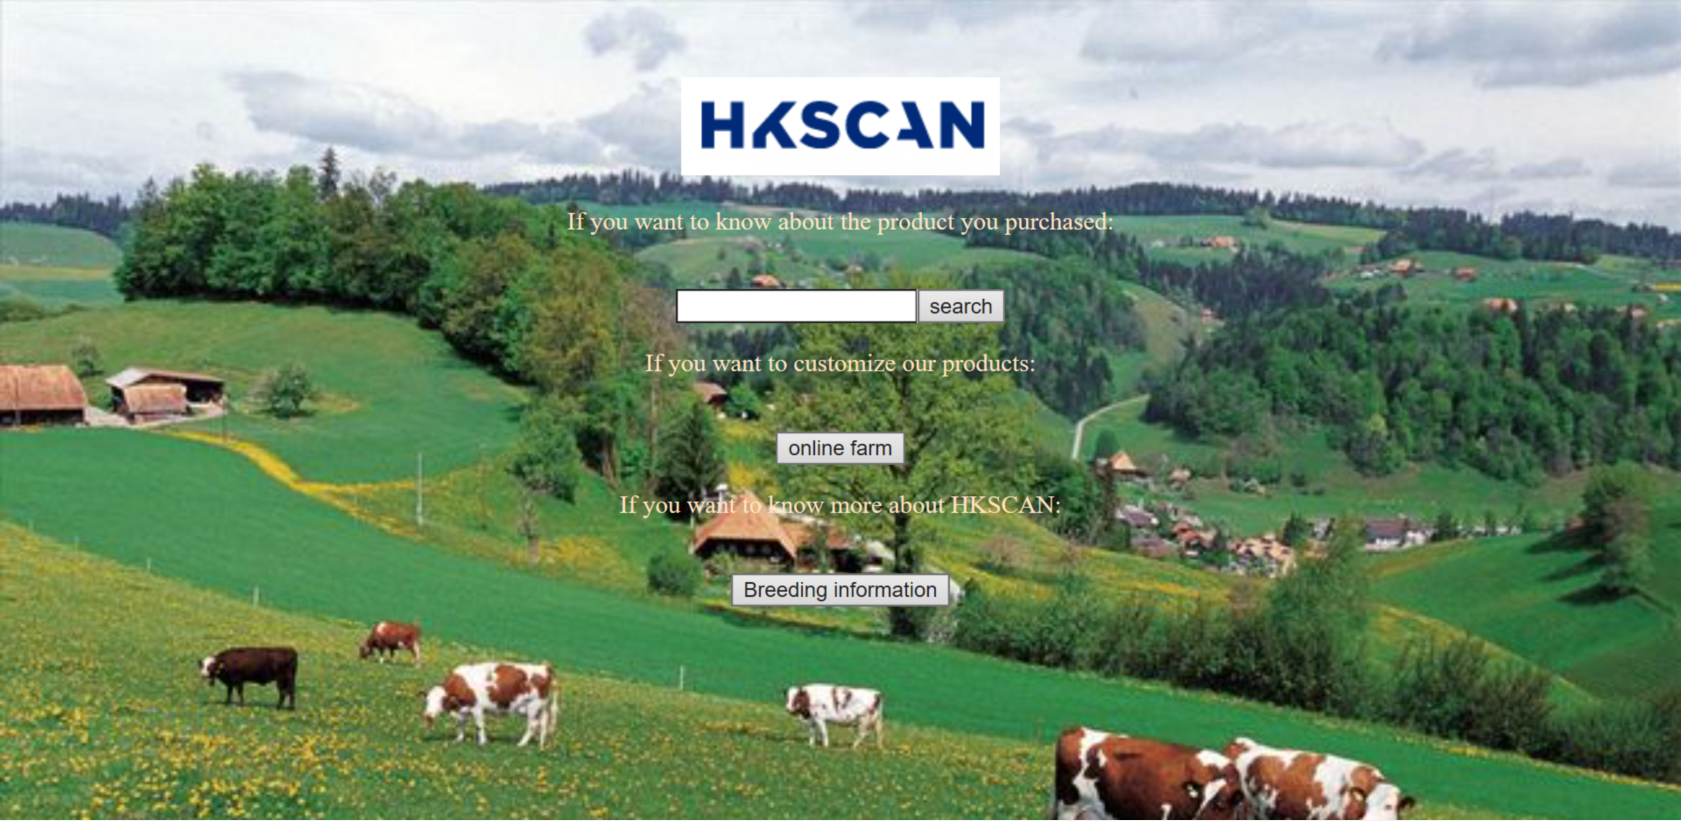 HKSCAN
If you want to know about the product you purchased:
search
If you want to customize our products:
online farm
If you want to know more about HKSCAN:
Breeding information